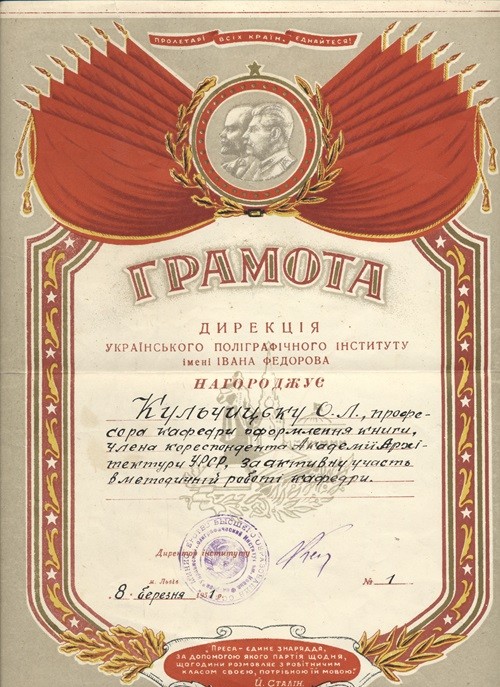 ПРОЛЕТАРІ ВСІХ КРАЇН, ЄДНАЙТЕСЯ!
ГРАМОТА
ДИРЕКЦІЯ
УКРАЇНСЬКОГО ПОЛІГРАФІЧНОГО ІНСТИТУТУ
імені ІВАНА ФЕДОРОВА
НАГОРОДЖУЄ
Кульчицьку О.Л., профе-
сора кафедри оформлення книги,
члена кореспондента Академії Архі-
тектури УРСР, за активну участь
в методичній роботі кафедри.
Директор інституту
м. Львів
8 березня 1951
№ 1
"ПРЕСА – ЄДИНЕ ЗНАРЯДДЯ,
ЗА ДОПОМОГОЮ ЯКОГО ПАРТІЯ ЩОДНЯ,
ЩОГОДИНИ РОЗМОВЛЯЄ З РОБІТНИЧИМ
КЛАСОМ СВОЄЮ, ПОТРІБНОЮ ЇЙ МОВОЮ."
Й. СТАЛІН.